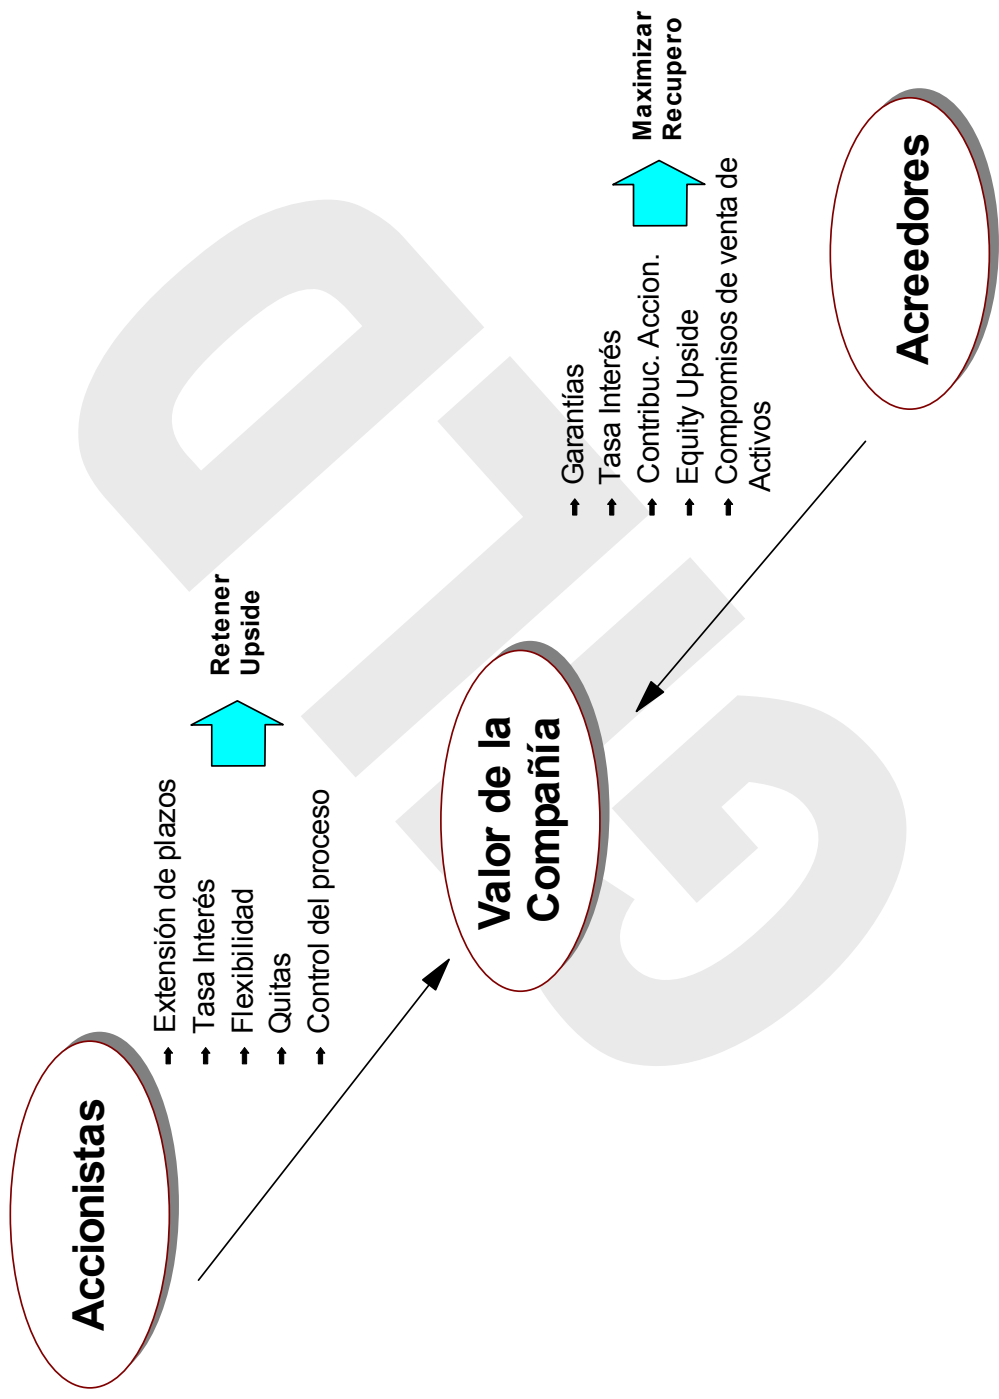 Accionistas
Extensión de plazos
Tasa Interés
Flexibilidad
Quitas
Control del proceso
Retener
Upside
Valor de la
Compañía
Garantías
Tasa Interés
Contribuc. Accion.
Equity Upside
Compromisos de venta de
Activos
Maximizar
Recupero
Acreedores